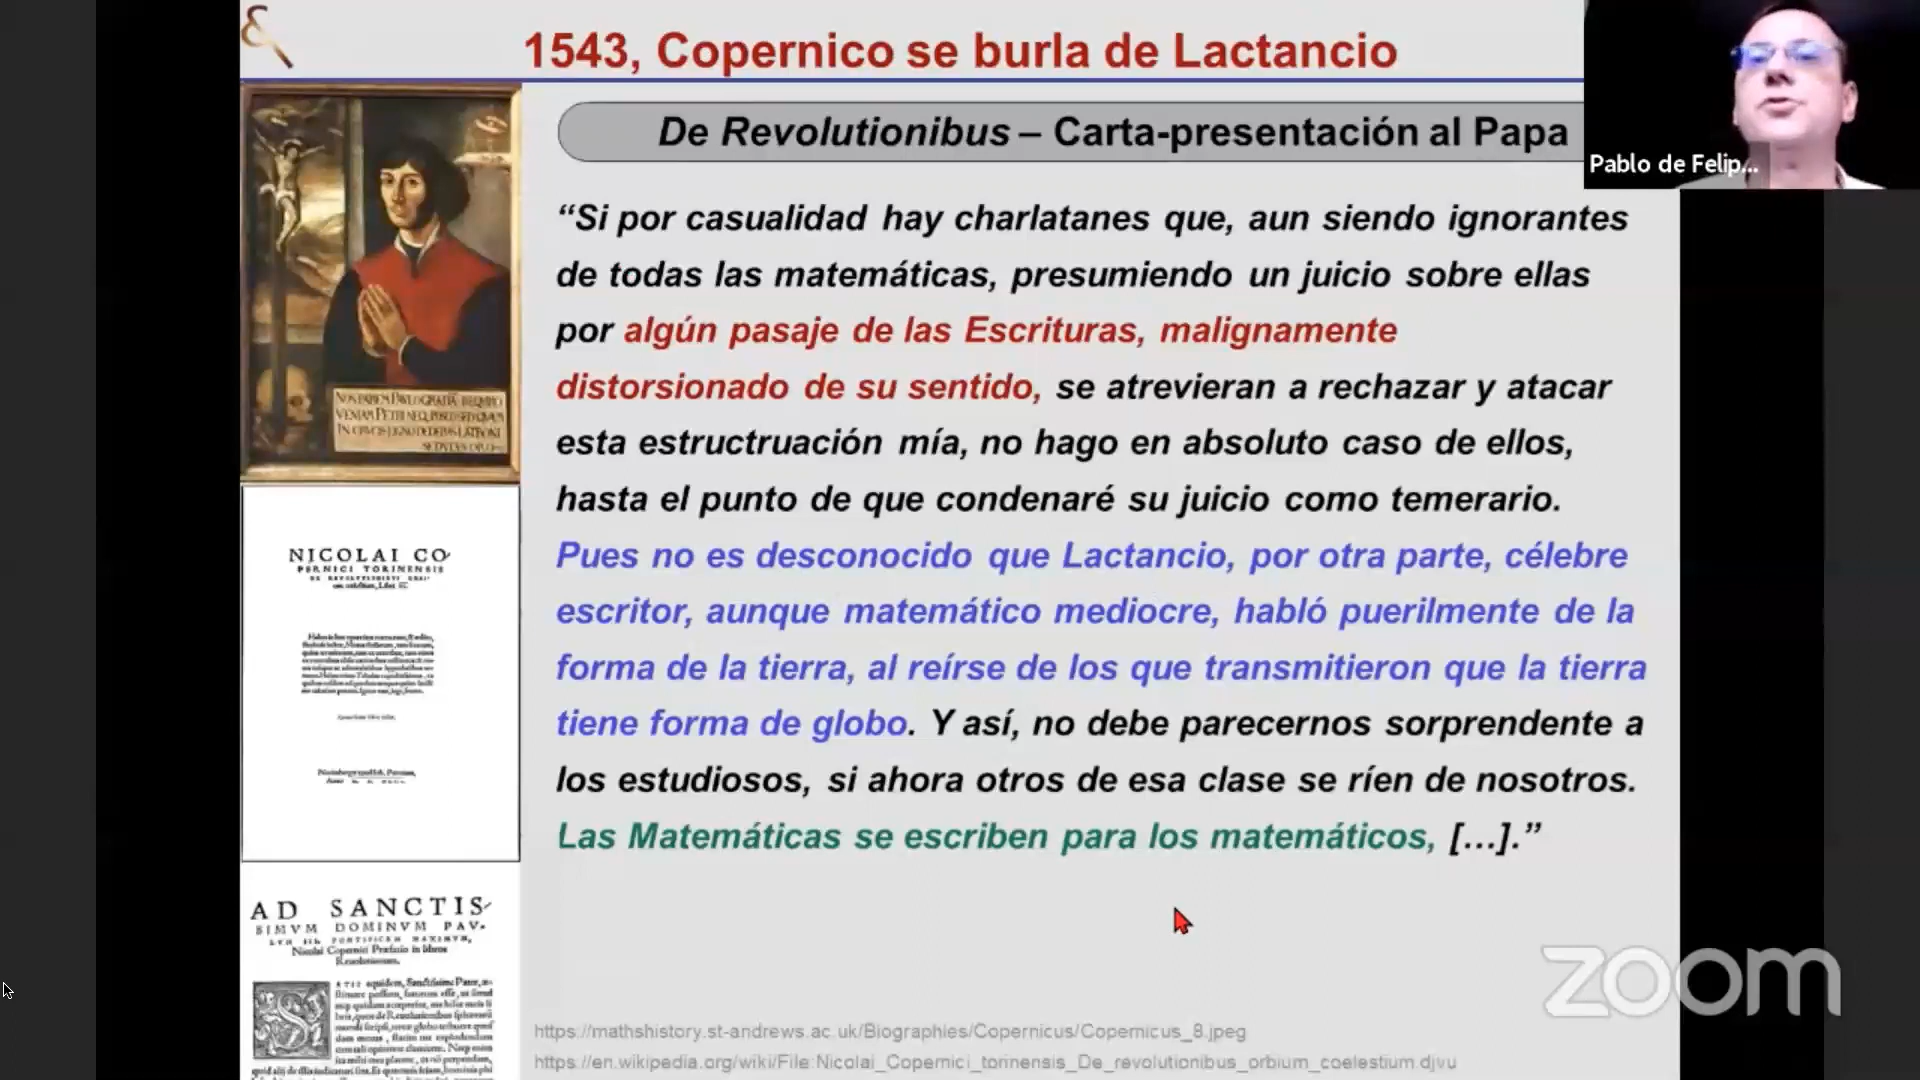 1543, Copernico se burla de Lactancio
De Revolutionibus – Carta-presentación al Papa
Pablo de Felip...
“Si por casualidad hay charlatanes que, aun siendo ignorantes
de todas las matemáticas, presumiendo un juicio sobre ellas
por algún pasaje de las Escrituras, malignamente
distorsionado de su sentido, se atrevieran a rechazar y atacar
esta estructruación mía, no hago en absoluto caso de ellos,
hasta el punto de que condenaré su juicio como temerario.
Pues no es desconocido que Lactancio, por otra parte, célebre
escritor, aunque matemático mediocre, habló puerilmente de la
forma de la tierra, al reírse de los que transmitieron que la tierra
tiene forma de globo. Y así, no debe parecernos sorprendente a
los estudiosos, si ahora otros de esa clase se ríen de nosotros.
Las Matemáticas se escriben para los matemáticos, [...].”
NICOLAI CO
PERNICI TORINENSIS
AD SANCTIS
SIMVM DOMINVM PAV-
Nicolai Copernici Præfatio in libros
Reuolutionum.
https://mathshistory.st-andrews.ac.uk/Biographies/Copernicus/Copernicus_8.jpeg
https://en.wikipedia.org/wiki/File:Nicolai_Copernici_torinensis_De_revolutionibus_orbium_coelestium.djvu
zoom